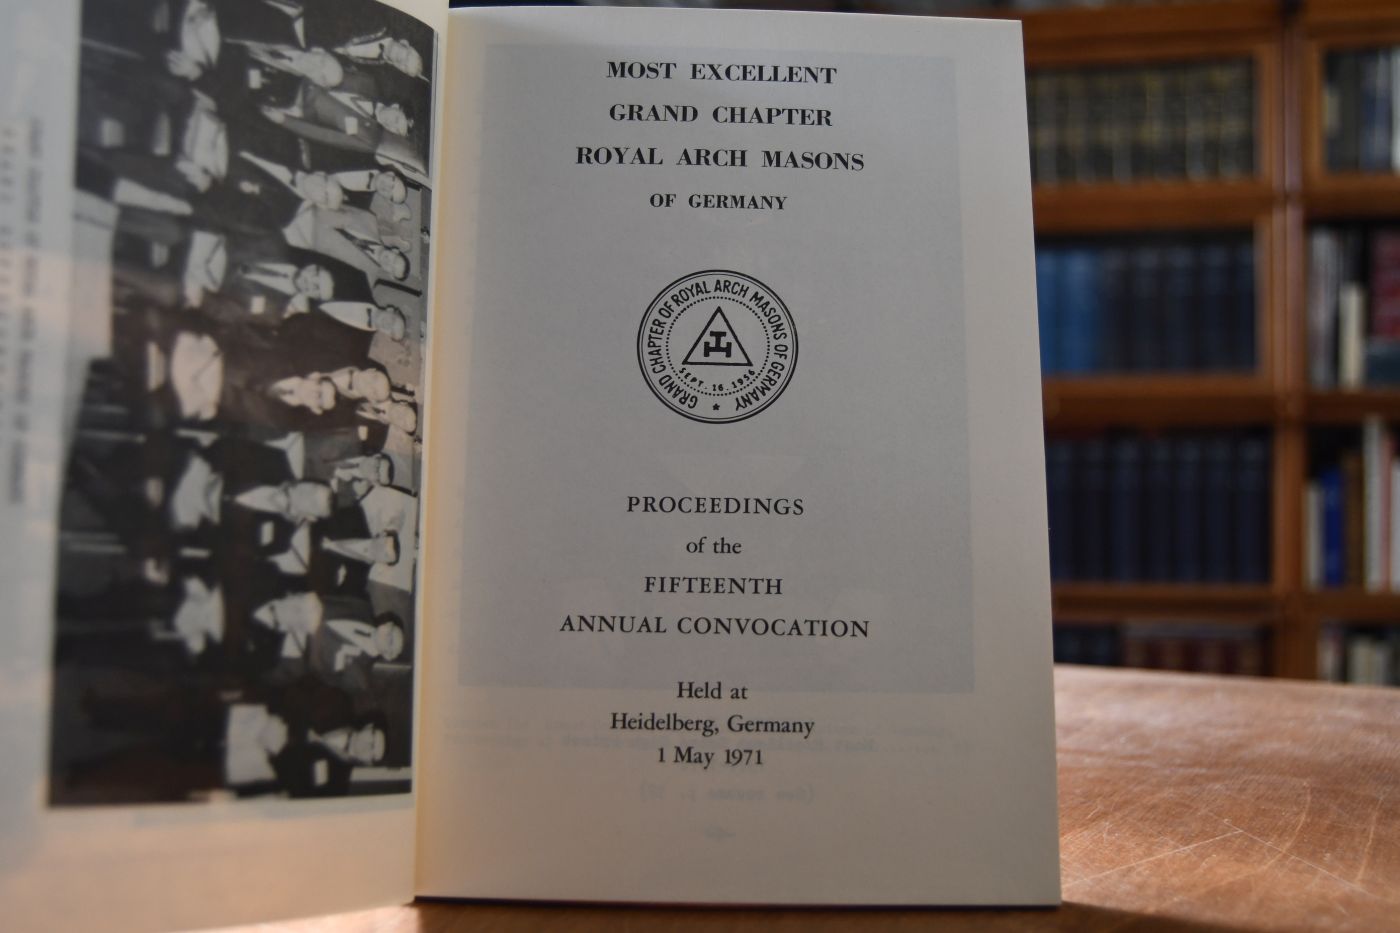 MOST EXCELLENT
GRAND CHAPTER
ROYAL ARCH MASONS
OF GERMANY
GRAND CHAPTER OF ROYAL ARCH MASONS OF GERMANY
SEPT. 16. 1956
PROCEEDINGS
of the
FIFTEENTH
ANNUAL CONVOCATION
Held at
Heidelberg, Germany
1 May 1971